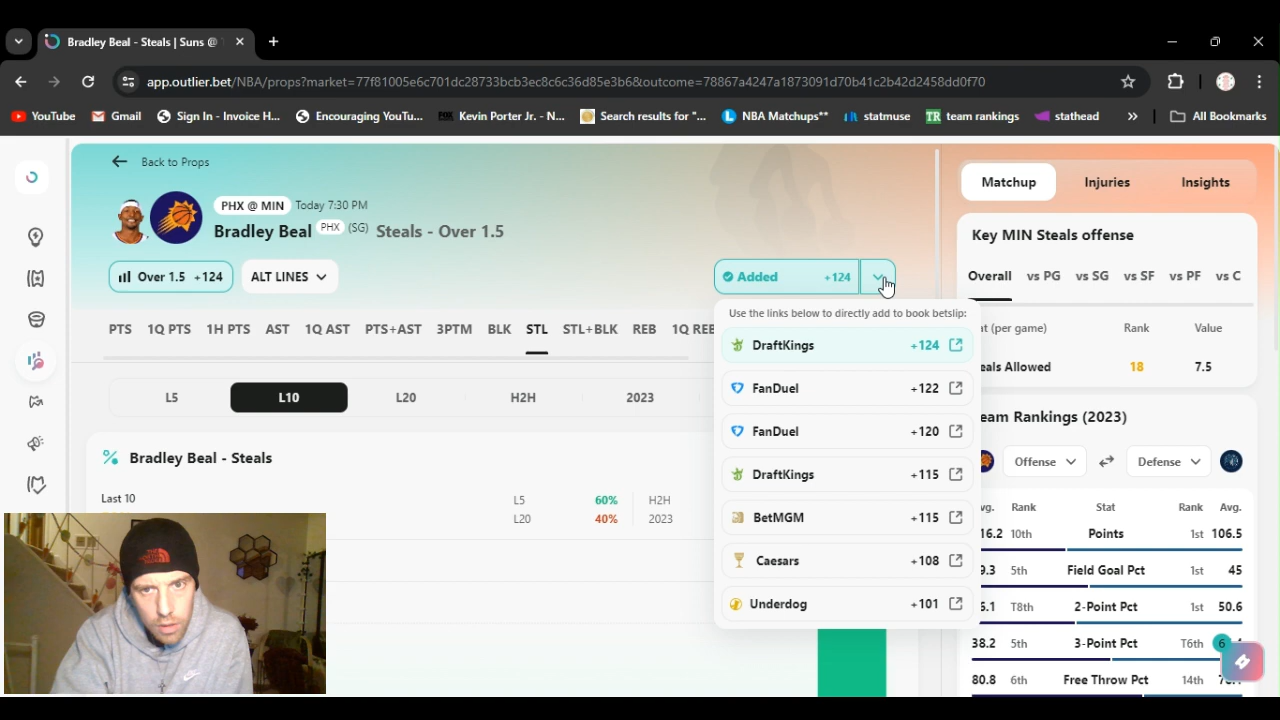 Bradley Beal - Steals | Suns @
app.outlier.bet/NBA/props?market=77f81005e6c701dc28733bcb3ec8c6c36d85e3b6&outcome=78867a4247a1873091d70b41c2b42d2458dd0f70
YouTube Gmail Sign In - Invoice H... Encouraging YouTu... Kevin Porter Jr. - N... Search results for "... NBA Matchups** statmuse TR team rankings stathead » All Bookmarks
Back to Props
PHX @ MIN Today 7:30 PM
Bradley Beal PHX (SG) Steals - Over 1.5
Over 1.5 +124 ALT LINES
Added +124
PTS 1Q PTS 1H PTS AST 1Q AST PTS+AST 3PTM BLK STL STL+BLK REB 1Q REB
L5 L10 L20 H2H 2023
Bradley Beal - Steals
Last 10
L5 60% H2H
L20 40% 2023
Use the links below to directly add to book betslip:
DraftKings +124
FanDuel +122
FanDuel +120
DraftKings +115
BetMGM +115
Caesars +108
Underdog +101
Matchup Injuries Insights
Key MIN Steals offense
Overall vs PG vs SG vs SF vs PF vs C
(per game) Rank Value
eals Allowed 18 7.5
eam Rankings (2023)
Offense Defense
vg. Rank Stat Rank Avg.
16.2 10th Points 1st 106.5
9.3 5th Field Goal Pct 1st 45
6.1 T8th 2-Point Pct 1st 50.6
38.2 5th 3-Point Pct T6th
6
80.8 6th Free Throw Pct 14th
THE NORTH FACE